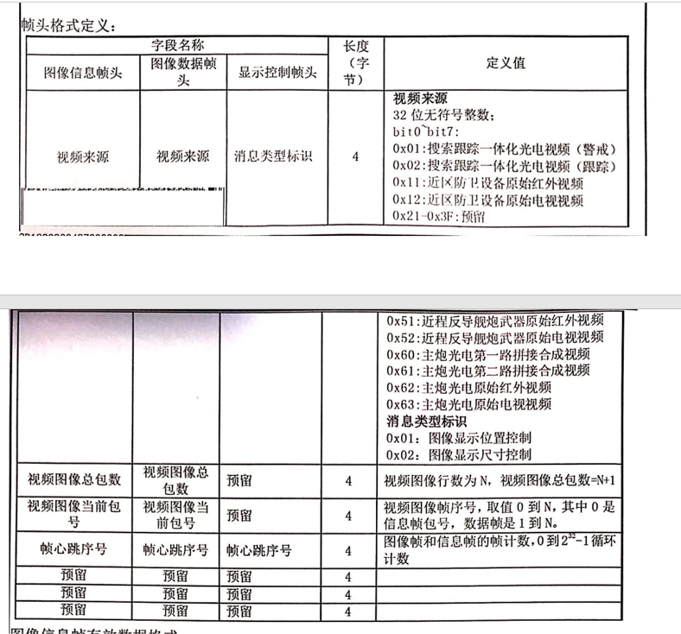 帧头格式定义：
字段名称 长度（字节） 定义值
图像信息帧头 图像数据帧头 显示控制帧头
视频来源 视频来源 消息类型标识 4
视频来源
32 位无符号整数；
bit0~bit7:
0x01:搜索跟踪一体化光电视频（警戒）
0x02:搜索跟踪一体化光电视频（跟踪）
0x11:近区防卫设备原始红外视频
0x12:近区防卫设备原始电视视频
0x21-0x3F:预留
0x51:近程反导舰炮武器原始红外视频
0x52:近程反导舰炮武器原始电视视频
0x60:主炮光电第一路拼接合成视频
0x61:主炮光电第二路拼接合成视频
0x62:主炮光电原始红外视频
0x63:主炮光电原始电视视频
消息类型标识
0x01：图像显示位置控制
0x02：图像显示尺寸控制
视频图像总包数 视频图像总包数 预留 4 视频图像行数为 N，视频图像总包数=N+1
视频图像当前包号 视频图像当前包号 预留 4 视频图像帧序号，取值 0 到 N，其中 0 是信息帧包号，数据帧是 1 到 N。
帧心跳序号 帧心跳序号 帧心跳序号 4 图像帧和信息帧的帧计数，0 到 2³²-1 循环计数
预留 预留 预留 4
预留 预留 预留 4
预留 预留 预留 4
图像信息帧有效数据格式